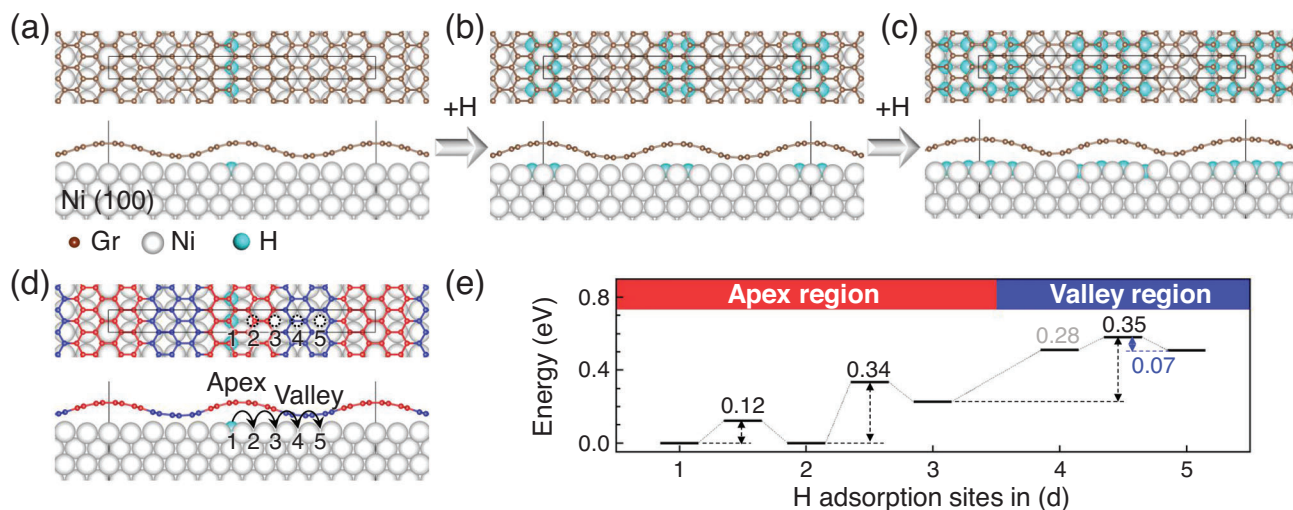 (a)
(b)
(c)
+H
+H
Ni (100)
Gr
Ni
H
(d)
1 2 3 4 5
Apex
Valley
1 2 3 4 5
(e)
Apex region
Valley region
0.8
0.4
0.0
Energy (eV)
0.12
0.34
0.28
0.35
0.07
1 2 3 4 5
H adsorption sites in (d)